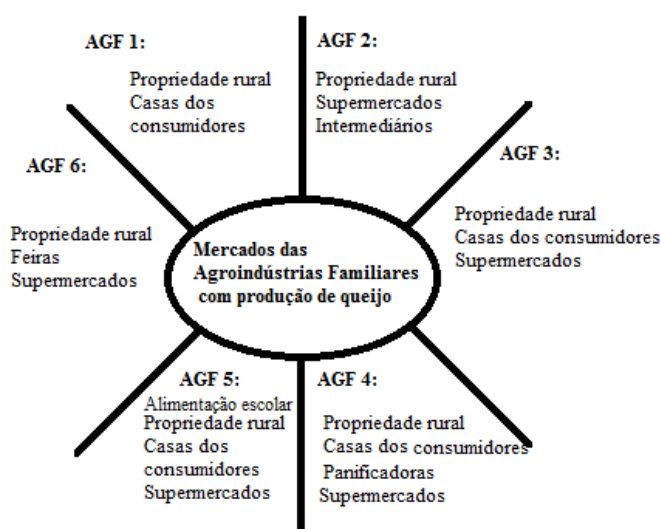 AGF 1:
Propriedade rural
Casas dos
consumidores
AGF 2:
Propriedade rural
Supermercados
Intermediários
AGF 3:
Propriedade rural
Casas dos consumidores
Supermercados
AGF 6:
Propriedade rural
Feiras
Supermercados
Mercados das
Agroindústrias Familiares
com produção de queijo
AGF 5:
Alimentação escolar
Propriedade rural
Casas dos
consumidores
Supermercados
AGF 4:
Propriedade rural
Casas dos consumidores
Panificadoras
Supermercados